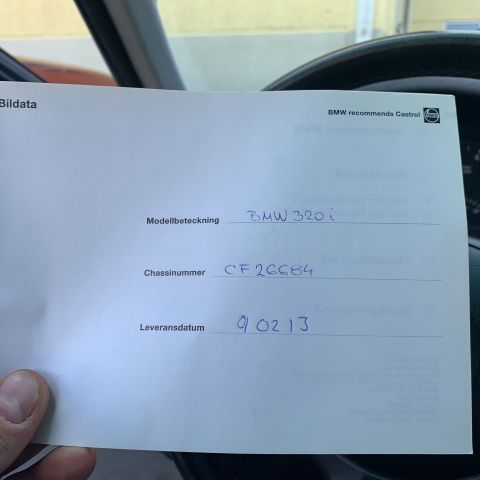 Bildata
BMW recommends Castrol
Modellbeteckning BMW 320i
Chassinummer CF26684
Leveransdatum 90213